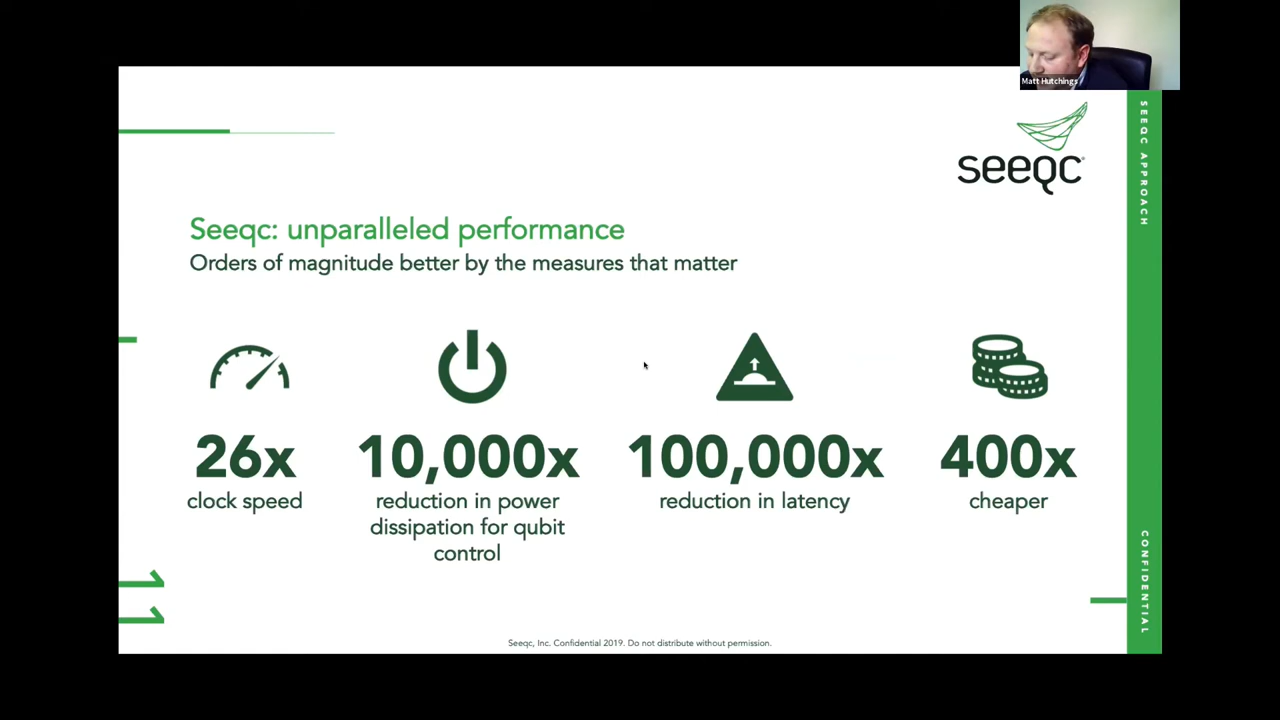 Matt Hutchings
SEEQC APPROACH
seeqc
Seeqc: unparalleled performance
Orders of magnitude better by the measures that matter
26x
clock speed
10,000x
reduction in power
dissipation for qubit
control
100,000x
reduction in latency
400x
cheaper
11
CONFIDENTIAL
Seeqc, Inc. Confidential 2019. Do not distribute without permission.